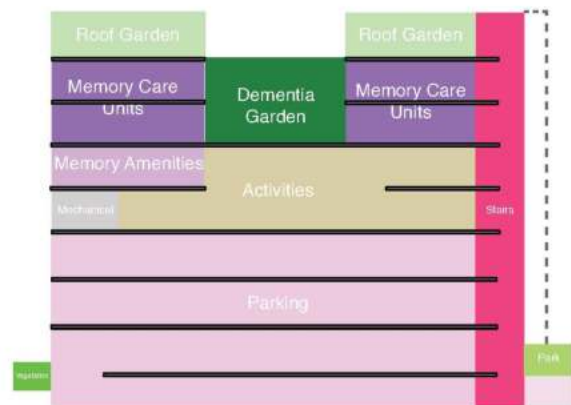 Roof Garden
Roof Garden
Memory Care
Units
Dementia
Garden
Memory Care
Units
Memory Amenities
Activities
Mechanical
Stairs
Parking
Park
Vegetation